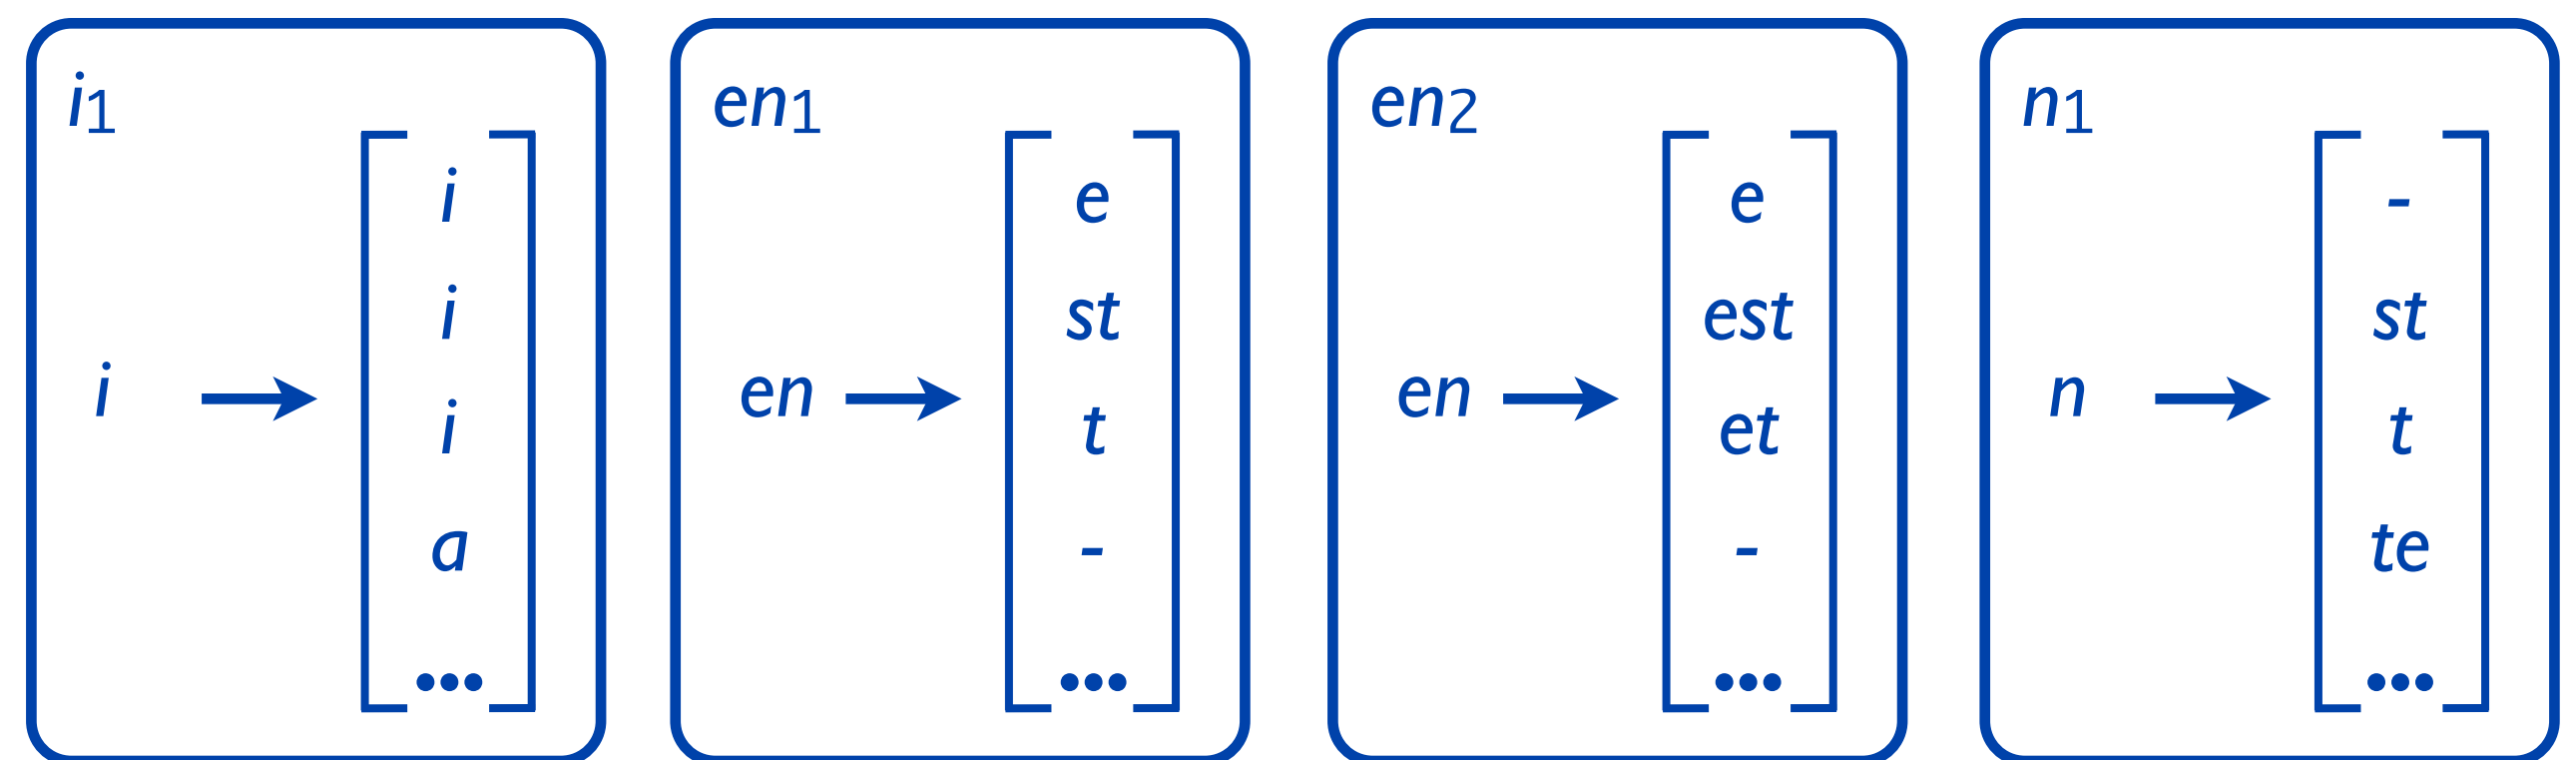 i1
i → [ i
i
i
a
... ]
en1
en → [ e
st
t
-
... ]
en2
en → [ e
est
et
-
... ]
n1
n → [ -
st
t
te
... ]